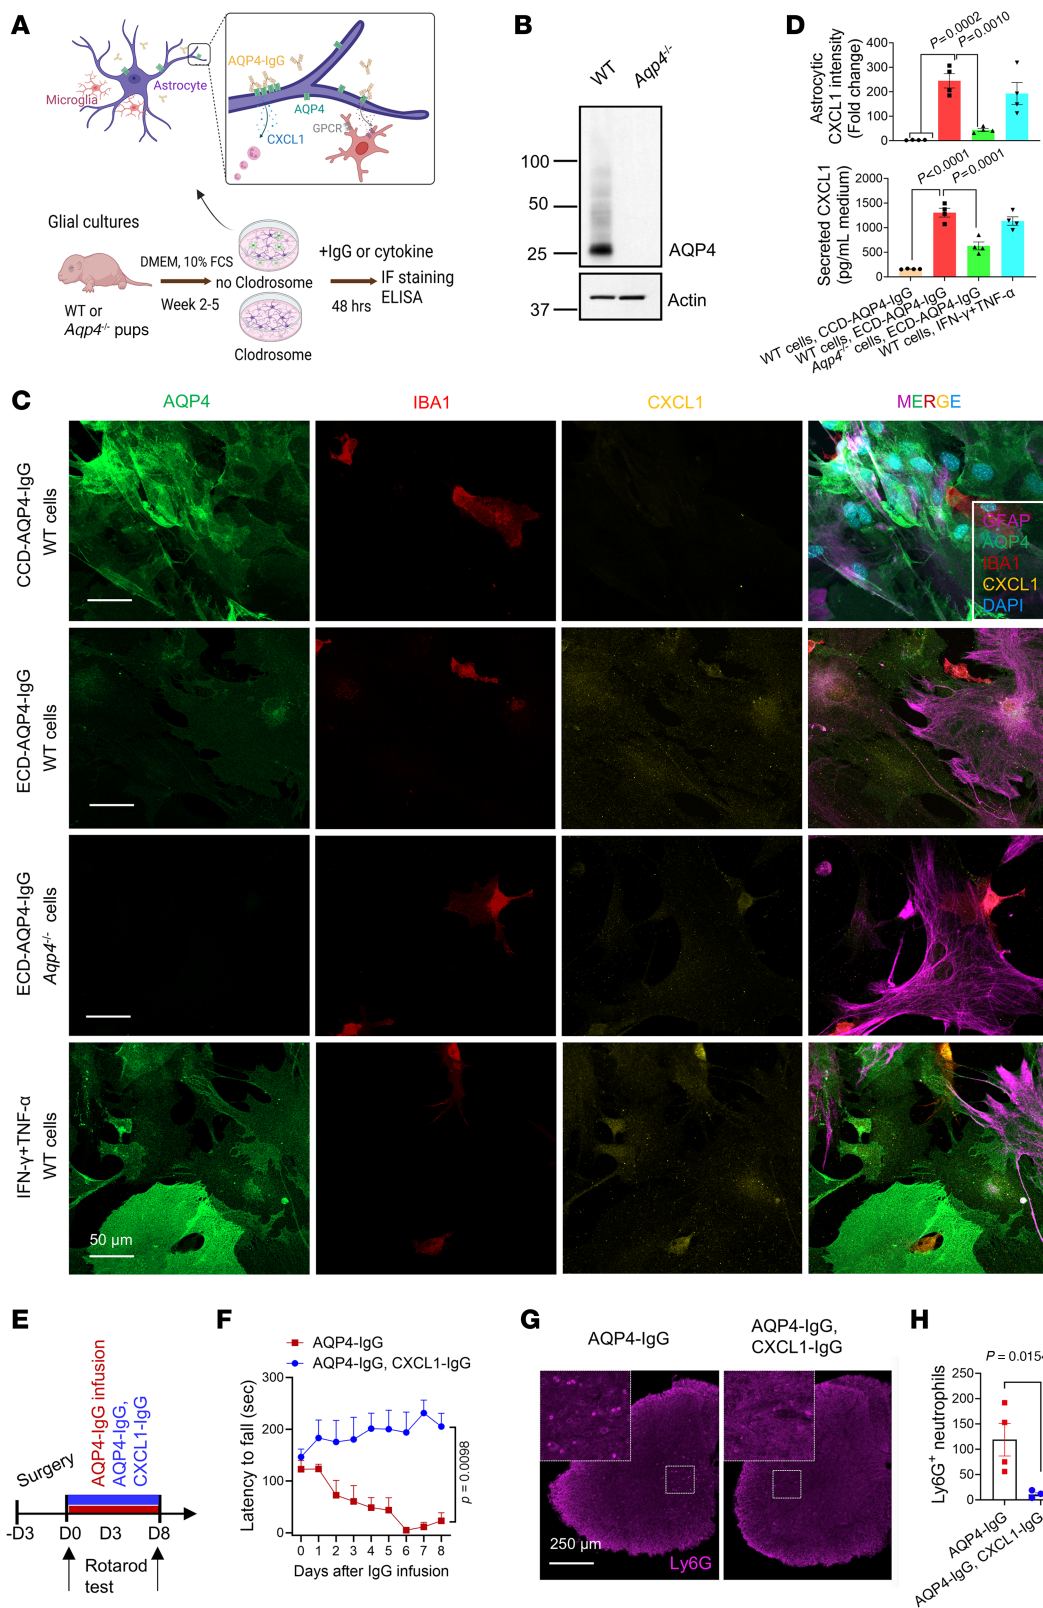 A
AQP4-IgG
Astrocyte
Microglia
AQP4
GPCR
CXCL1
Glial cultures
DMEM, 10% FCS
no Clodrosome
+IgG or cytokine
IF staining
ELISA
WT or
Aqp4-/- pups
Week 2-5
48 hrs
Clodrosome
B
WT
Aqp4-/-
100
50
25
AQP4
37
Actin
D
P=0.0002
P=0.0010
Astrocytic
CXCL1 intensity
(Fold change)
400
300
200
100
0
P<0.0001
P=0.0001
Secreted CXCL1
(pg/mL medium)
2000
1500
1000
500
0
WT cells, CCD-AQP4-IgG
WT cells, ECD-AQP4-IgG
Aqp4-/- cells, ECD-AQP4-IgG
WT cells, IFN-γ+TNF-α
C
AQP4
IBA1
CXCL1
MERGE
CCD-AQP4-IgG
WT cells
GFAP
AQP4
IBA1
CXCL1
DAPI
ECD-AQP4-IgG
WT cells
ECD-AQP4-IgG
Aqp4-/- cells
IFN-γ+TNF-α
WT cells
50 μm
E
Surgery
AQP4-IgG infusion
AQP4-IgG,
CXCL1-IgG
-D3
D0
D3
D8
Rotarod
test
F
AQP4-IgG
AQP4-IgG, CXCL1-IgG
Latency to fall (sec)
300
200
100
0
p = 0.0098
0 1 2 3 4 5 6 7 8
Days after IgG infusion
G
AQP4-IgG
AQP4-IgG,
CXCL1-IgG
250 μm
Ly6G
H
P = 0.0154
Ly6G+ neutrophils
250
200
150
100
50
0
AQP4-IgG
AQP4-IgG, CXCL1-IgG